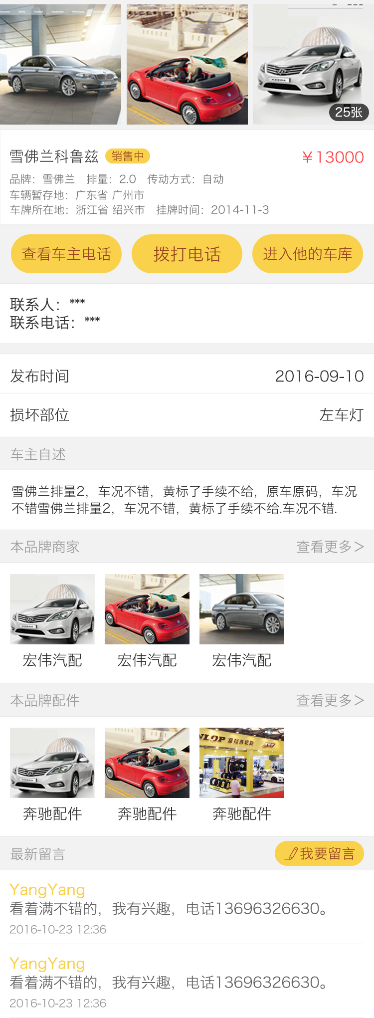 25张
雪佛兰科鲁兹 销售中 ￥13000
品牌：雪佛兰 排量：2.0 传动方式：自动
车辆暂存地：广东省 广州市
车牌所在地：浙江省 绍兴市 挂牌时间：2014-11-3
查看车主电话 拨打电话 进入他的车库
联系人：***
联系电话：***
发布时间 2016-09-10
损坏部位 左车灯
车主自述
雪佛兰排量2，车况不错，黄标了手续不给，原车原码，车况
不错雪佛兰排量2，车况不错，黄标了手续不给.车况不错.
本品牌商家 查看更多>
宏伟汽配 宏伟汽配 宏伟汽配
本品牌配件 查看更多>
奔驰配件 奔驰配件 奔驰配件
最新留言 我要留言
YangYang
看着满不错的，我有兴趣，电话13696326630。
2016-10-23 12:36
YangYang
看着满不错的，我有兴趣，电话13696326630。
2016-10-23 12:36